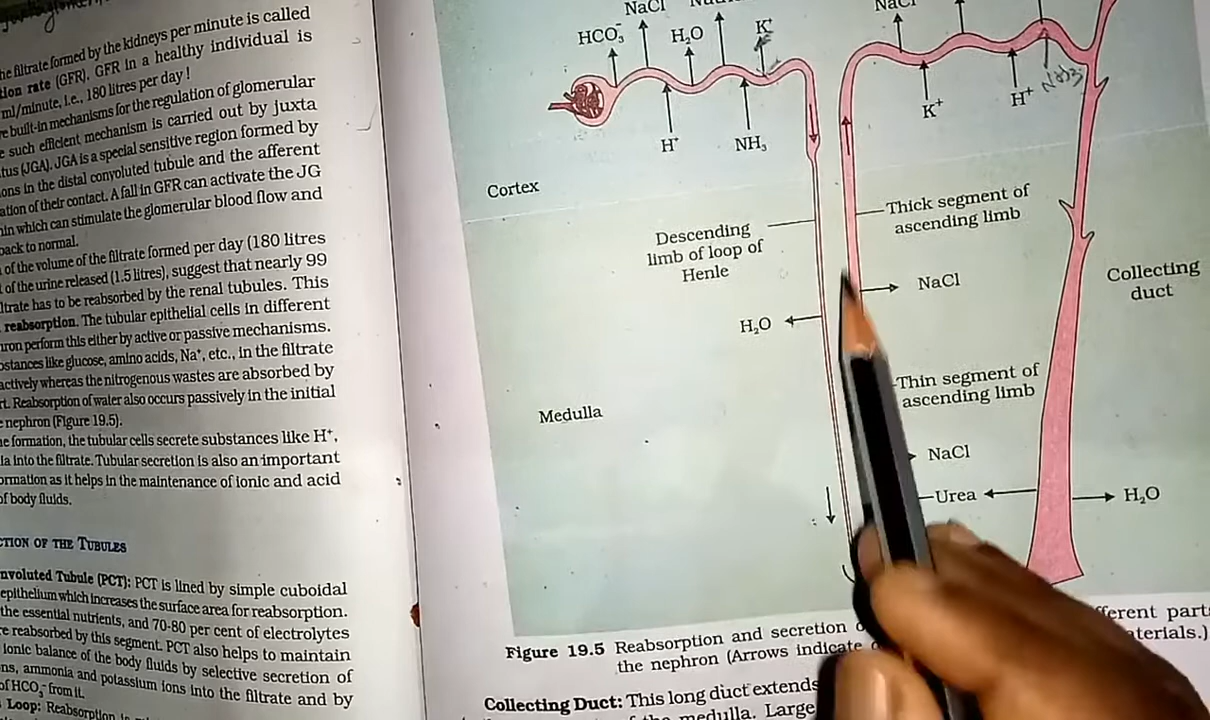 he filtrate formed by the kidneys per minute is called
tion rate (GFR). GFR in a healthy individual is
ml/minute, i.e., 180 litres per day !
re built-in mechanisms for the regulation of glomerular
e such efficient mechanism is carried out by juxta
tus (JGA). JGA is a special sensitive region formed by
ons in the distal convoluted tubule and the afferent
ation of their contact. A fall in GFR can activate the JG
nin which can stimulate the glomerular blood flow and
back to normal.
of the volume of the filtrate formed per day (180 litres
of the urine released (1.5 litres), suggest that nearly 99
ltrate has to be reabsorbed by the renal tubules. This
reabsorption. The tubular epithelial cells in different
hron perform this either by active or passive mechanisms.
bstances like glucose, amino acids, Na⁺, etc., in the filtrate
actively whereas the nitrogenous wastes are absorbed by
rt. Reabsorption of water also occurs passively in the initial
e nephron (Figure 19.5).
ne formation, the tubular cells secrete substances like H⁺,
ia into the filtrate. Tubular secretion is also an important
ormation as it helps in the maintenance of ionic and acid
of body fluids.
CTION OF THE TUBULES
nvoluted Tubule (PCT): PCT is lined by simple cuboidal
epithelium which increases the surface area for reabsorption.
the essential nutrients, and 70-80 per cent of electrolytes
re reabsorbed by this segment. PCT also helps to maintain
ionic balance of the body fluids by selective secretion of
ns, ammonia and potassium ions into the filtrate and by
of HCO₃⁻ from it.
Loop: Reabsorption
NaCl
HCO₃⁻
H₂O
K⁺
H⁺
NH₃
NaCl
K⁺
H⁺
Cortex
Descending
limb of loop of
Henle
Thick segment of
ascending limb
Collecting
duct
NaCl
H₂O
Thin segment of
ascending limb
Medulla
NaCl
Urea
H₂O
Figure 19.5 Reabsorption and secretion
fferent part
the nephron (Arrows indicate
aterials.)
Collecting Duct: This long duct extends
the medulla. Large